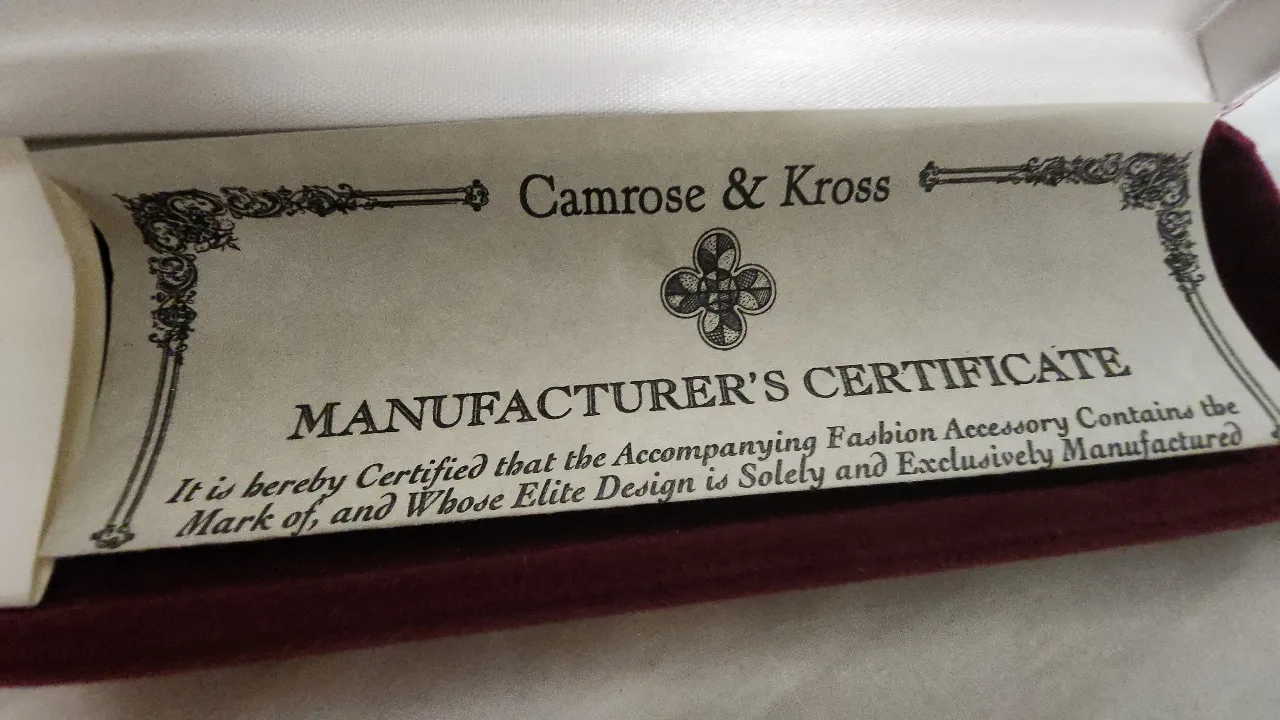 Camrose & Kross
MANUFACTURER'S CERTIFICATE
It is hereby Certified that the Accompanying Fashion Accessory Contains the
Mark of, and Whose Elite Design is Solely and Exclusively Manufactured